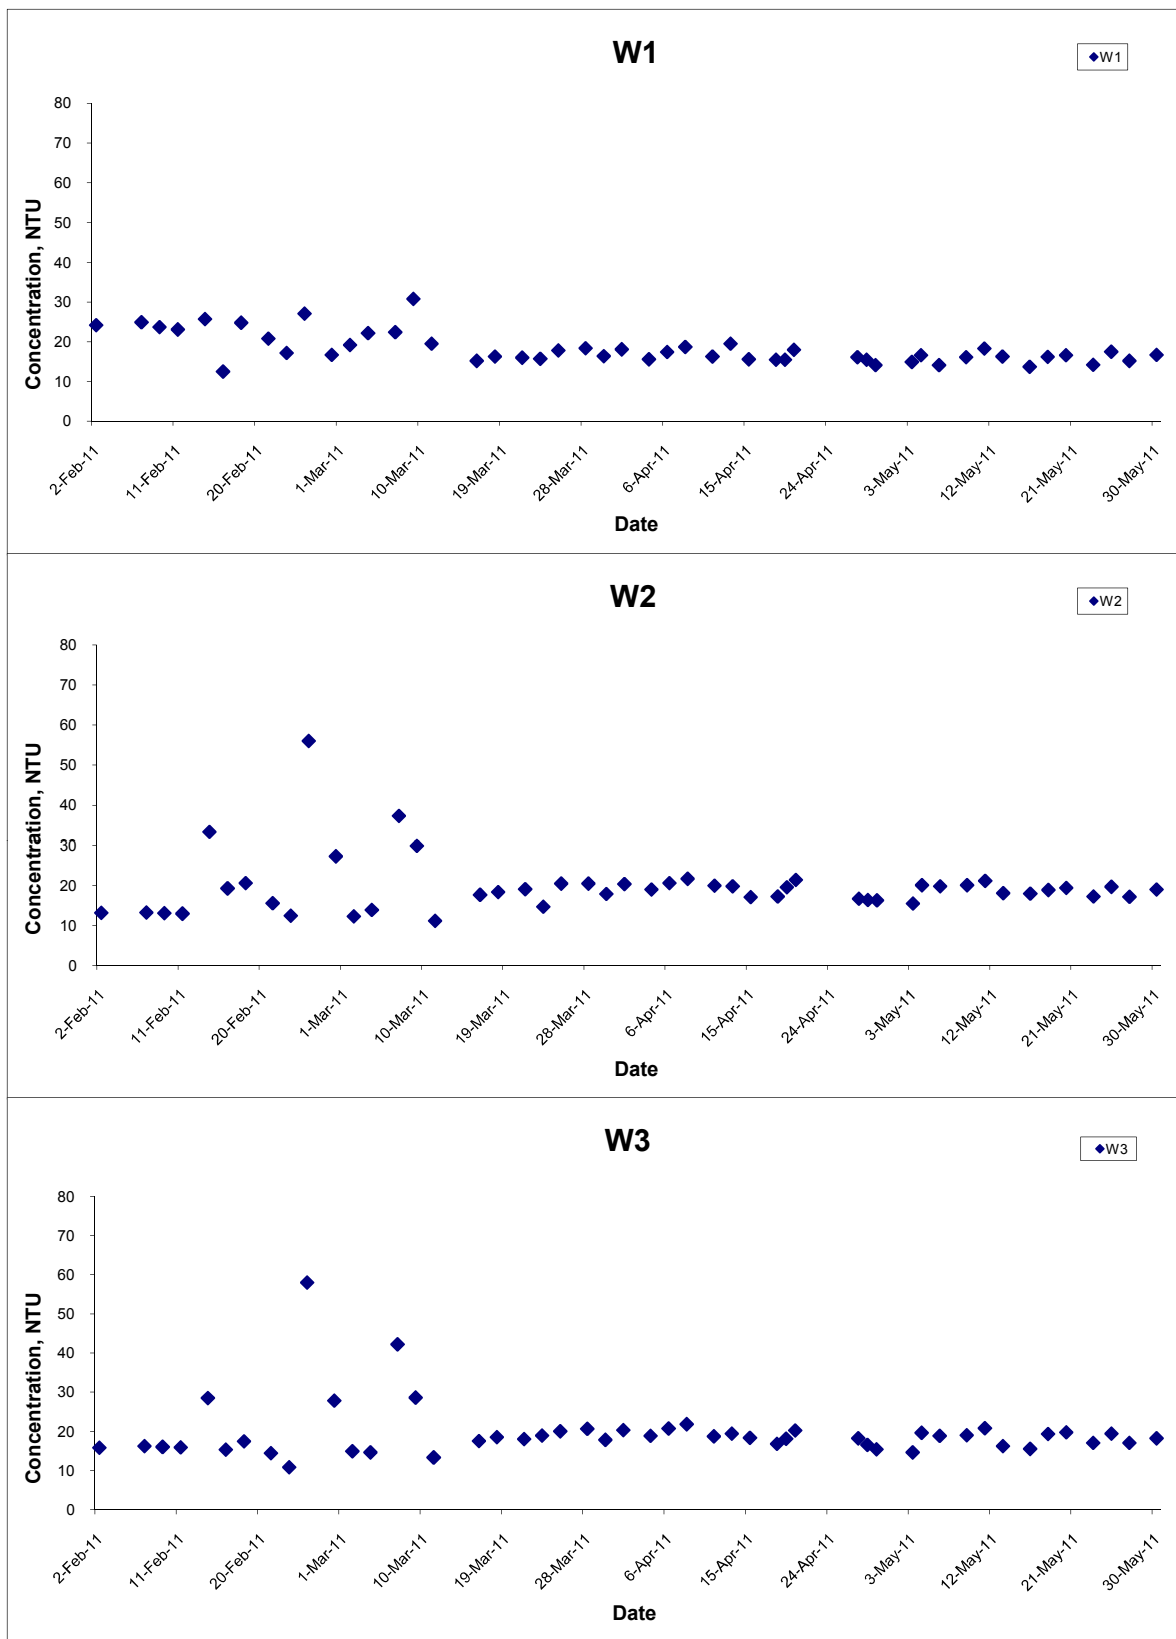 W1
W1
Concentration, NTU
80
70
60
50
40
30
20
10
0
2-Feb-11
11-Feb-11
20-Feb-11
1-Mar-11
10-Mar-11
19-Mar-11
28-Mar-11
6-Apr-11
15-Apr-11
24-Apr-11
3-May-11
12-May-11
21-May-11
30-May-11
Date
W2
W2
Concentration, NTU
80
70
60
50
40
30
20
10
0
2-Feb-11
11-Feb-11
20-Feb-11
1-Mar-11
10-Mar-11
19-Mar-11
28-Mar-11
6-Apr-11
15-Apr-11
24-Apr-11
3-May-11
12-May-11
21-May-11
30-May-11
Date
W3
W3
Concentration, NTU
80
70
60
50
40
30
20
10
0
2-Feb-11
11-Feb-11
20-Feb-11
1-Mar-11
10-Mar-11
19-Mar-11
28-Mar-11
6-Apr-11
15-Apr-11
24-Apr-11
3-May-11
12-May-11
21-May-11
30-May-11
Date